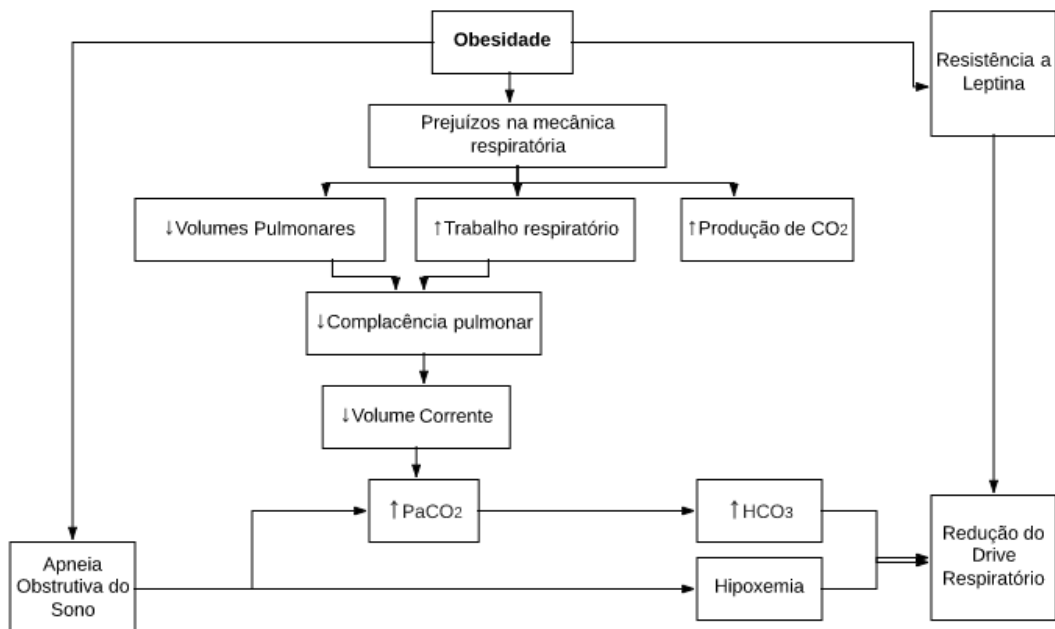 Obesidade
Resistência a
Leptina
Prejuízos na mecânica
respiratória
↓Volumes Pulmonares
↑Trabalho respiratório
↑Produção de CO2
↓Complacência pulmonar
↓Volume Corrente
↑PaCO2
↑HCO3
Redução do
Drive
Respiratório
Apneia
Obstrutiva do
Sono
Hipoxemia